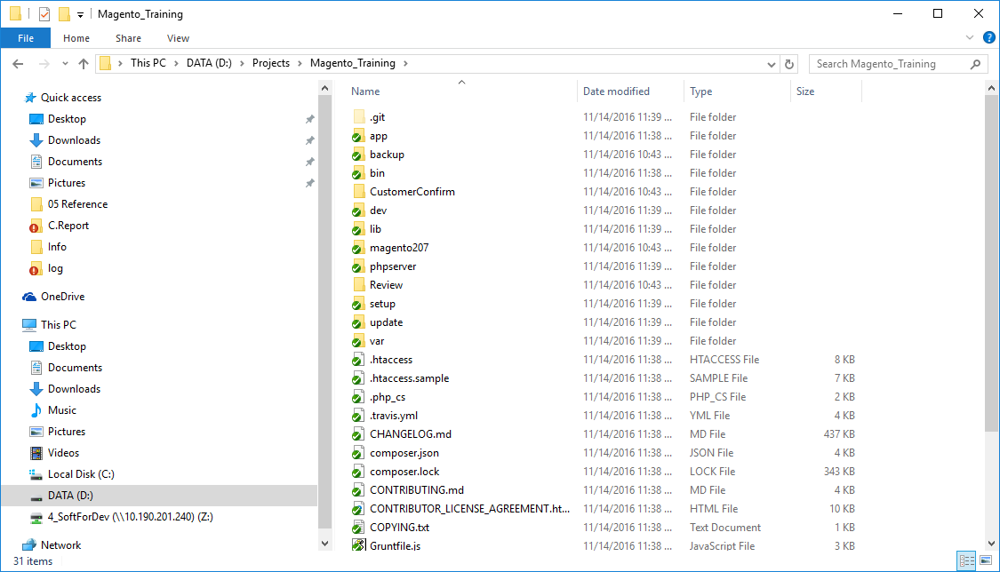 Magento_Training
File Home Share View
This PC DATA (D:) Projects Magento_Training
Search Magento_Training
Quick access
Desktop
Downloads
Documents
Pictures
05 Reference
C.Report
Info
log
OneDrive
This PC
Desktop
Documents
Downloads
Music
Pictures
Videos
Local Disk (C:)
DATA (D:)
4_SoftForDev (\\10.190.201.240) (Z:)
Network
Name Date modified Type Size
.git 11/14/2016 11:39 ... File folder
app 11/14/2016 11:38 ... File folder
backup 11/14/2016 10:43 ... File folder
bin 11/14/2016 11:38 ... File folder
CustomerConfirm 11/14/2016 10:43 ... File folder
dev 11/14/2016 11:39 ... File folder
lib 11/14/2016 11:39 ... File folder
magento207 11/14/2016 10:43 ... File folder
phpserver 11/14/2016 11:39 ... File folder
Review 11/14/2016 10:43 ... File folder
setup 11/14/2016 11:39 ... File folder
update 11/14/2016 11:39 ... File folder
var 11/14/2016 11:39 ... File folder
.htaccess 11/14/2016 11:38 ... HTACCESS File 8 KB
.htaccess.sample 11/14/2016 11:38 ... SAMPLE File 7 KB
.php_cs 11/14/2016 11:38 ... PHP_CS File 2 KB
.travis.yml 11/14/2016 11:38 ... YML File 4 KB
CHANGELOG.md 11/14/2016 11:38 ... MD File 437 KB
composer.json 11/14/2016 11:38 ... JSON File 4 KB
composer.lock 11/14/2016 11:38 ... LOCK File 343 KB
CONTRIBUTING.md 11/14/2016 11:38 ... MD File 4 KB
CONTRIBUTOR_LICENSE_AGREEMENT.ht... 11/14/2016 11:38 ... HTML File 10 KB
COPYING.txt 11/14/2016 11:38 ... Text Document 1 KB
Gruntfile.js 11/14/2016 11:38 ... JavaScript File 3 KB
31 items